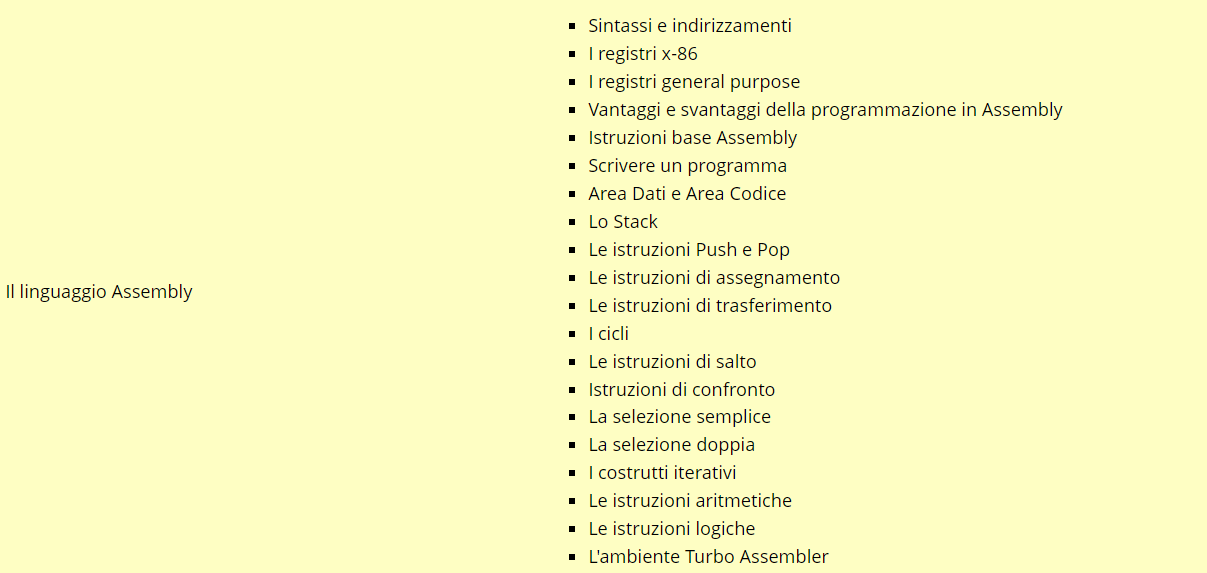 Il linguaggio Assembly
Sintassi e indirizzamenti
I registri x-86
I registri general purpose
Vantaggi e svantaggi della programmazione in Assembly
Istruzioni base Assembly
Scrivere un programma
Area Dati e Area Codice
Lo Stack
Le istruzioni Push e Pop
Le istruzioni di assegnamento
Le istruzioni di trasferimento
I cicli
Le istruzioni di salto
Istruzioni di confronto
La selezione semplice
La selezione doppia
I costrutti iterativi
Le istruzioni aritmetiche
Le istruzioni logiche
L'ambiente Turbo Assembler